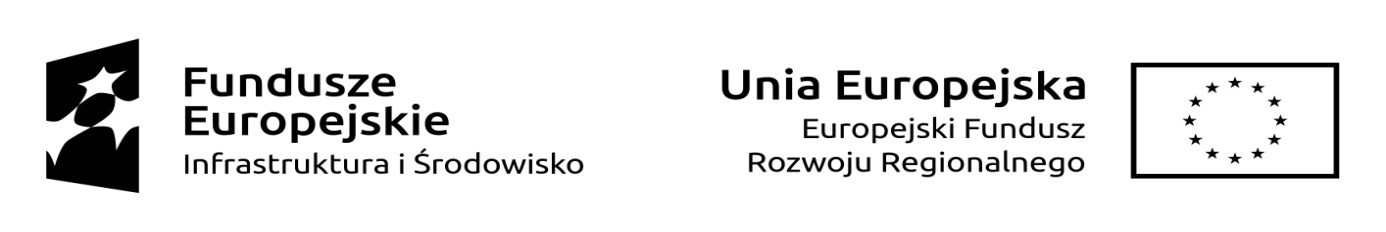 Fundusze
Europejskie
Infrastruktura i Środowisko
Unia Europejska
Europejski Fundusz
Rozwoju Regionalnego